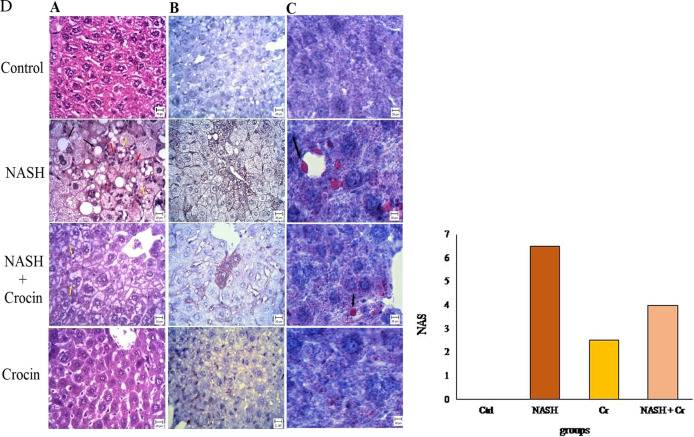 D A B C
Control
NASH
NASH
+
Crocin
Crocin
7
6
5
4
3
2
1
0
NAS
Ctrl NASH Cr NASH + Cr
groups